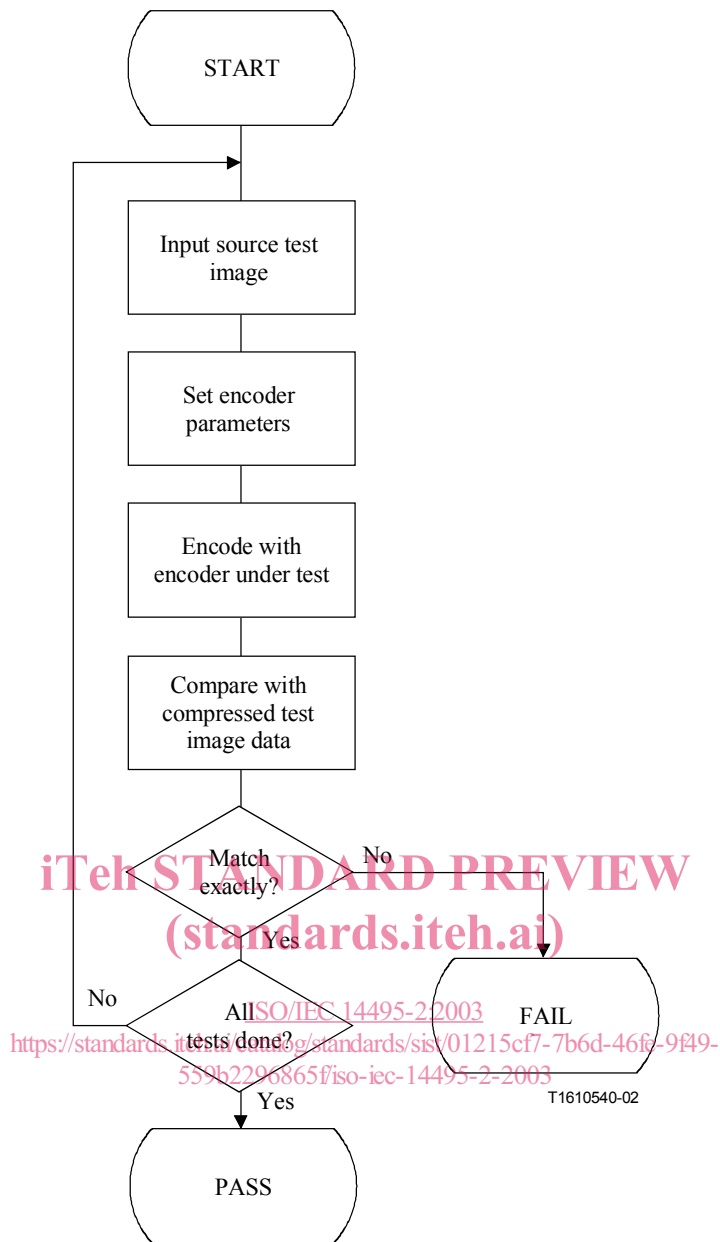 START
Input source test
image
Set encoder
parameters
Encode with
encoder under test
Compare with
compressed test
image data
Match
exactly?
No
iTeh STANDARD PREVIEW
(standards.iteh.ai)
Yes
No
All
tests done?
FAIL
ISO/IEC 14495-2:2003
https://standards.iteh.ai/catalog/standards/sist/01215cf7-7b6d-46fe-9f49-
559b2296865f/iso-iec-14495-2-2003
Yes
T1610540-02
PASS